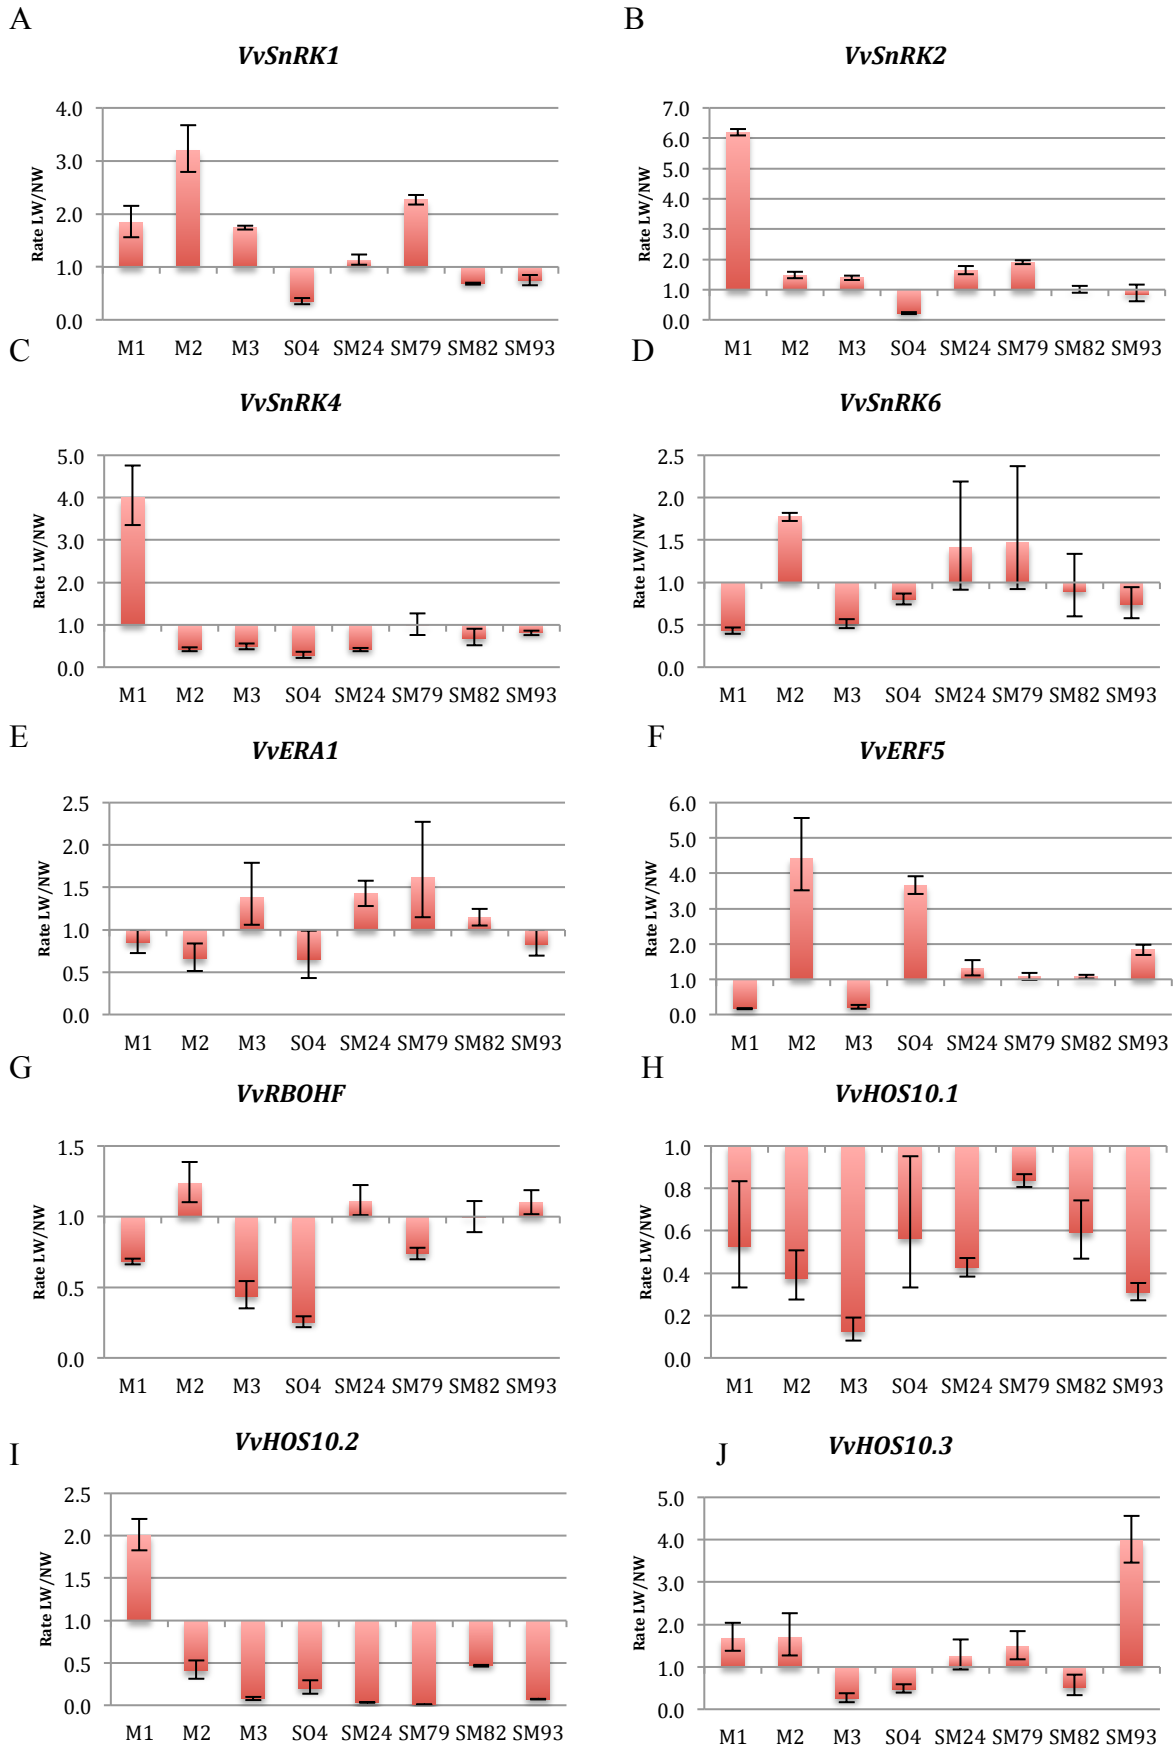 A
VvSnRK1
Rate LW/NW
4.0
3.0
2.0
1.0
0.0
M1 M2 M3 SO4 SM24 SM79 SM82 SM93
B
VvSnRK2
Rate LW/NW
7.0
6.0
5.0
4.0
3.0
2.0
1.0
0.0
M1 M2 M3 SO4 SM24 SM79 SM82 SM93
C
VvSnRK4
Rate LW/NW
5.0
4.0
3.0
2.0
1.0
0.0
M1 M2 M3 SO4 SM24 SM79 SM82 SM93
D
VvSnRK6
Rate LW/NW
2.5
2.0
1.5
1.0
0.5
0.0
M1 M2 M3 SO4 SM24 SM79 SM82 SM93
E
VvERA1
Rate LW/NW
2.5
2.0
1.5
1.0
0.5
0.0
M1 M2 M3 SO4 SM24 SM79 SM82 SM93
F
VvERF5
Rate LW/NW
6.0
5.0
4.0
3.0
2.0
1.0
0.0
M1 M2 M3 SO4 SM24 SM79 SM82 SM93
G
VvRBOHF
Rate LW/NW
1.5
1.0
0.5
0.0
M1 M2 M3 SO4 SM24 SM79 SM82 SM93
H
VvHOS10.1
Rate LW/NW
1.0
0.8
0.6
0.4
0.2
0.0
M1 M2 M3 SO4 SM24 SM79 SM82 SM93
I
VvHOS10.2
Rate LW/NW
2.5
2.0
1.5
1.0
0.5
0.0
M1 M2 M3 SO4 SM24 SM79 SM82 SM93
J
VvHOS10.3
Rate LW/NW
5.0
4.0
3.0
2.0
1.0
0.0
M1 M2 M3 SO4 SM24 SM79 SM82 SM93